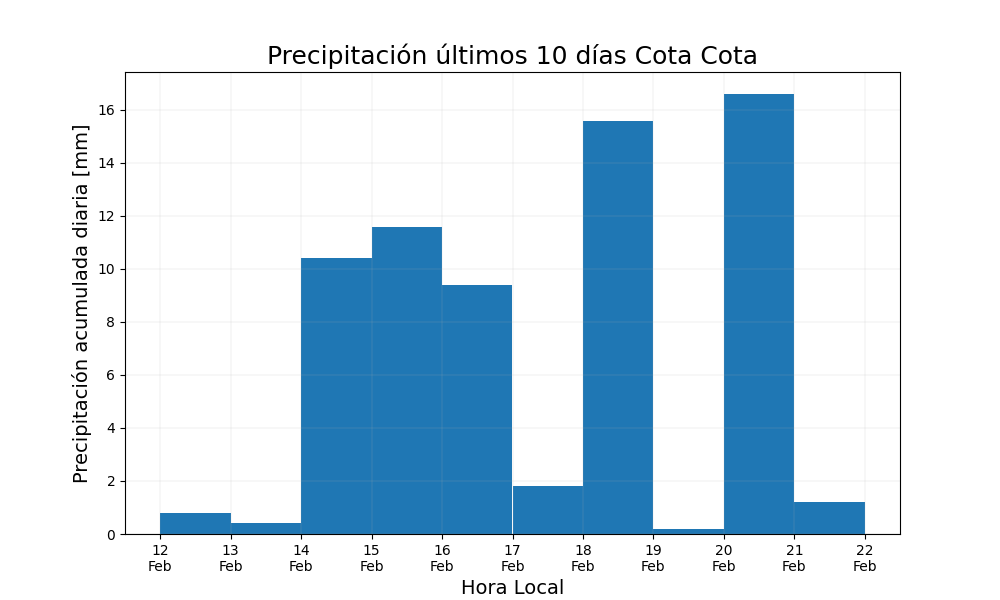 Precipitación últimos 10 días Cota Cota
Precipitación acumulada diaria [mm]
16
14
12
10
8
6
4
2
0
12 13 14 15 16 17 18 19 20 21 22
Feb Feb Feb Feb Feb Feb Feb Feb Feb Feb Feb
Hora Local